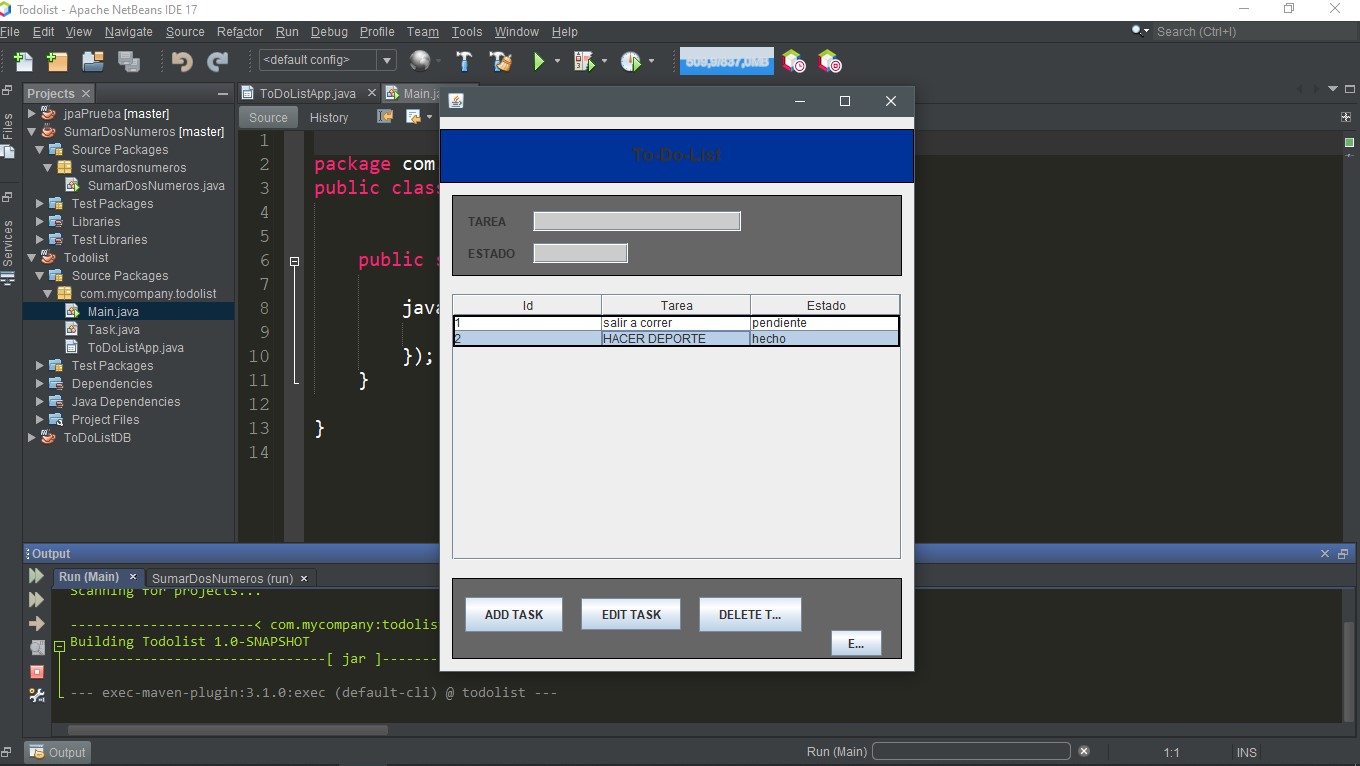 Todolist - Apache NetBeans IDE 17
File Edit View Navigate Source Refactor Run Debug Profile Team Tools Window Help
Search (Ctrl+I)
<default config>
Files
Services
Projects
jpaPrueba [master]
SumarDosNumeros [master]
Source Packages
sumardosnumeros
SumarDosNumeros.java
Test Packages
Libraries
Test Libraries
Todolist
Source Packages
com.mycompany.todolist
Main.java
Task.java
ToDoListApp.java
Test Packages
Dependencies
Java Dependencies
Project Files
ToDoListDB
ToDoListApp.java Main.ja
Source History
1
2 package com
3 public clas
4
5
6 public
7
8 java
9
10 });
11 }
12
13 }
14
To-Do-List
TAREA
ESTADO
Id Tarea Estado
1 salir a correr pendiente
2 HACER DEPORTE hecho
ADD TASK EDIT TASK DELETE T...
E...
Output
Run (Main) SumarDosNumeros (run)
Scanning for projects...
-----------------------< com.mycompany:todolis
Building Todolist 1.0-SNAPSHOT
--------------------------------[ jar ]-------
--- exec-maven-plugin:3.1.0:exec (default-cli) @ todolist ---
Output
Run (Main)
1:1 INS